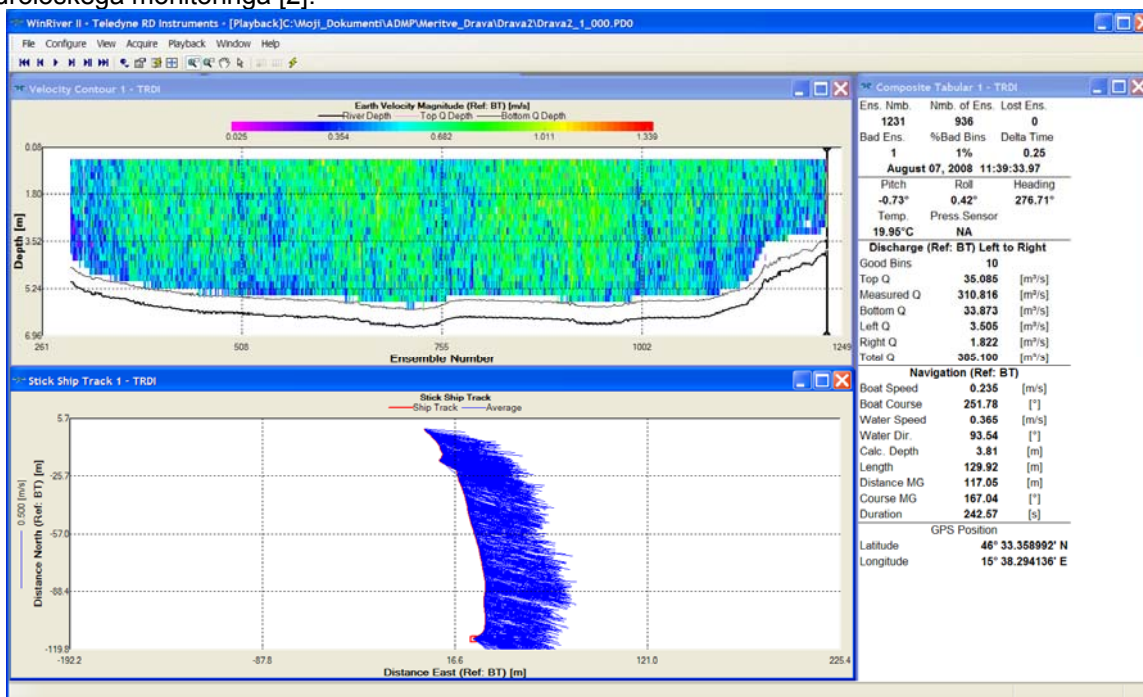 WinRiver II - Teledyne RD Instruments - [Playback]C:\Moji_Dokumenti\ADMP\Meritve_Drava\Drava2\Drava2_1_000.PD0
File Configure View Acquire Playback Window Help
Velocity Contour 1 - TRDI
Earth Velocity Magnitude (Ref: BT) [m/s]
River Depth Top Q Depth Bottom Q Depth
0.025 0.354 0.682 1.011 1.339
Depth [m]
0.08
1.80
3.52
5.24
6.96
261 508 755 1002 1249
Ensemble Number
Stick Ship Track 1 - TRDI
Stick Ship Track
Ship Track Average
0.500 [m/s]
Distance North (Ref: BT) [m]
5.7
-25.7
-57.0
-88.4
-119.8
-192.2 -87.8 16.6 121.0 225.4
Distance East (Ref: BT) [m]
Composite Tabular 1 - TRDI
Ens. Nmb. Nmb. of Ens. Lost Ens.
1231 936 0
Bad Ens. %Bad Bins Delta Time
1 1% 0.25
August 07, 2008 11:39:33.97
Pitch Roll Heading
-0.73° 0.42° 276.71°
Temp. Press.Sensor
19.95°C NA
Discharge (Ref: BT) Left to Right
Good Bins 10
Top Q 35.085 [m³/s]
Measured Q 310.816 [m³/s]
Bottom Q 33.873 [m³/s]
Left Q 3.505 [m³/s]
Right Q 1.822 [m³/s]
Total Q 385.100 [m³/s]
Navigation (Ref: BT)
Boat Speed 0.235 [m/s]
Boat Course 251.78 [°]
Water Speed 0.365 [m/s]
Water Dir. 93.54 [°]
Calc. Depth 3.81 [m]
Length 129.92 [m]
Distance MG 117.05 [m]
Course MG 167.04 [°]
Duration 242.57 [s]
GPS Position
Latitude 46° 33.358992' N
Longitude 15° 38.294136' E